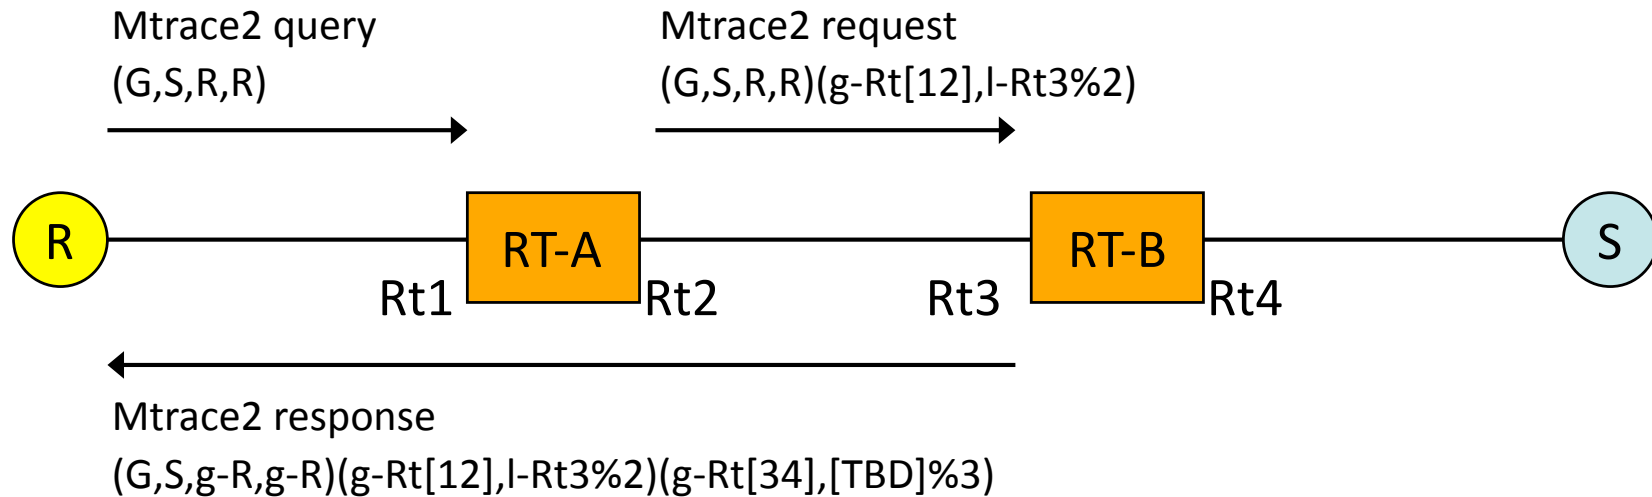 Mtrace2 query
(G,S,R,R)
Mtrace2 request
(G,S,R,R)(g-Rt[12],l-Rt3%2)
R
RT-A
RT-B
S
Rt1
Rt2
Rt3
Rt4
Mtrace2 response
(G,S,g-R,g-R)(g-Rt[12],l-Rt3%2)(g-Rt[34],[TBD]%3)